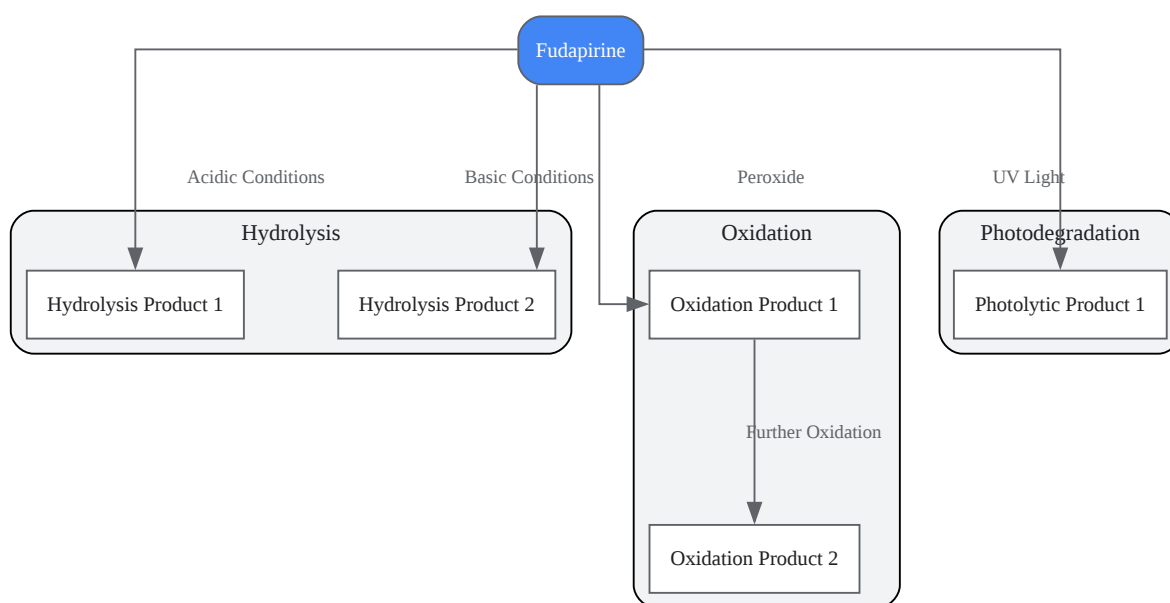 Fudapirine
Acidic Conditions
Basic Conditions
Peroxide
UV Light
Hydrolysis
Oxidation
Photodegradation
Hydrolysis Product 1
Hydrolysis Product 2
Oxidation Product 1
Photolytic Product 1
Further Oxidation
Oxidation Product 2